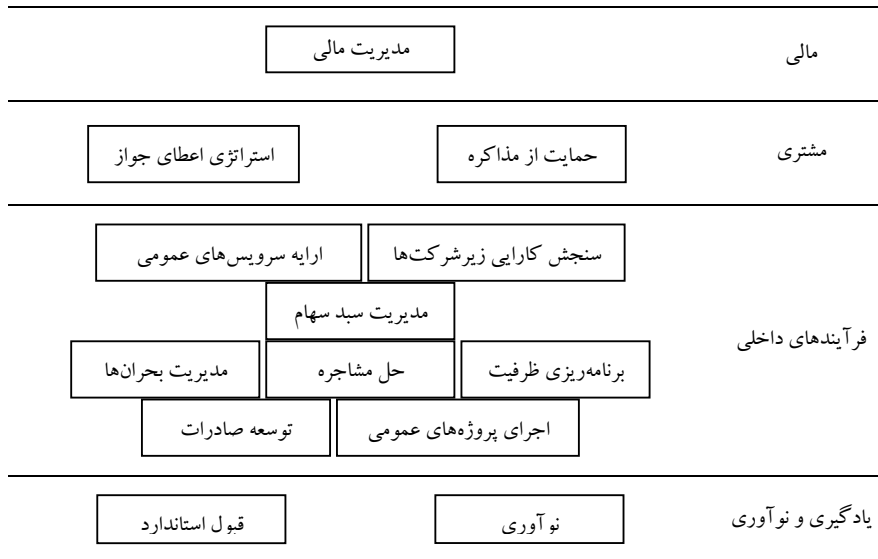 مالی
مدیریت مالی
مشتری
حمایت از مذاکره
استراتژی اعطای جواز
فرآیندهای داخلی
سنجش کارایی زیرشرکت‌ها
ارایه سرویس‌های عمومی
مدیریت سبد سهام
برنامه‌ریزی ظرفیت
حل مشاجره
مدیریت بحران‌ها
اجرای پروژه‌های عمومی
توسعه صادرات
یادگیری و نوآوری
نوآوری
قبول استاندارد